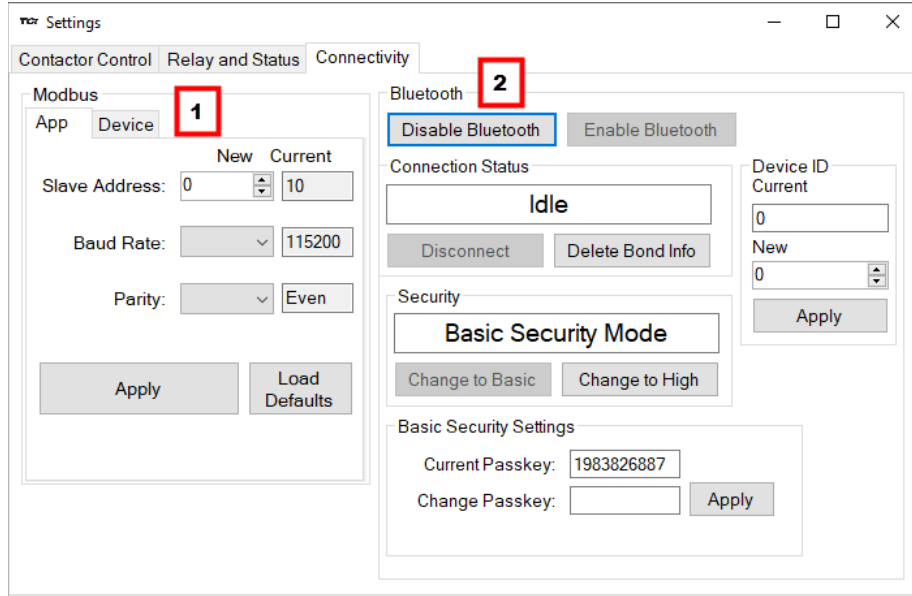 TCI Settings
Contactor Control Relay and Status Connectivity
Modbus
1
App Device
New Current
Slave Address: 0 10
Baud Rate: 115200
Parity: Even
Apply
Load
Defaults
Bluetooth
2
Disable Bluetooth Enable Bluetooth
Connection Status
Idle
Disconnect Delete Bond Info
Security
Basic Security Mode
Change to Basic Change to High
Basic Security Settings
Current Passkey: 1983826887
Change Passkey: Apply
Device ID
Current
0
New
0
Apply